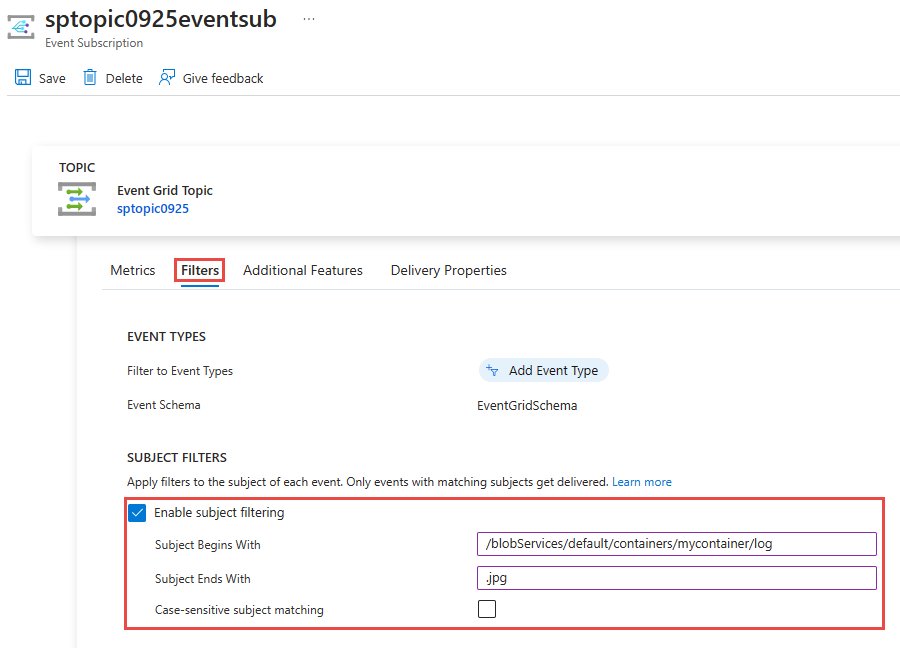 sptopic0925eventsub ...
Event Subscription
Save Delete Give feedback
TOPIC
Event Grid Topic
sptopic0925
Metrics Filters Additional Features Delivery Properties
EVENT TYPES
Filter to Event Types Add Event Type
Event Schema EventGridSchema
SUBJECT FILTERS
Apply filters to the subject of each event. Only events with matching subjects get delivered. Learn more
Enable subject filtering
Subject Begins With /blobServices/default/containers/mycontainer/log
Subject Ends With .jpg
Case-sensitive subject matching